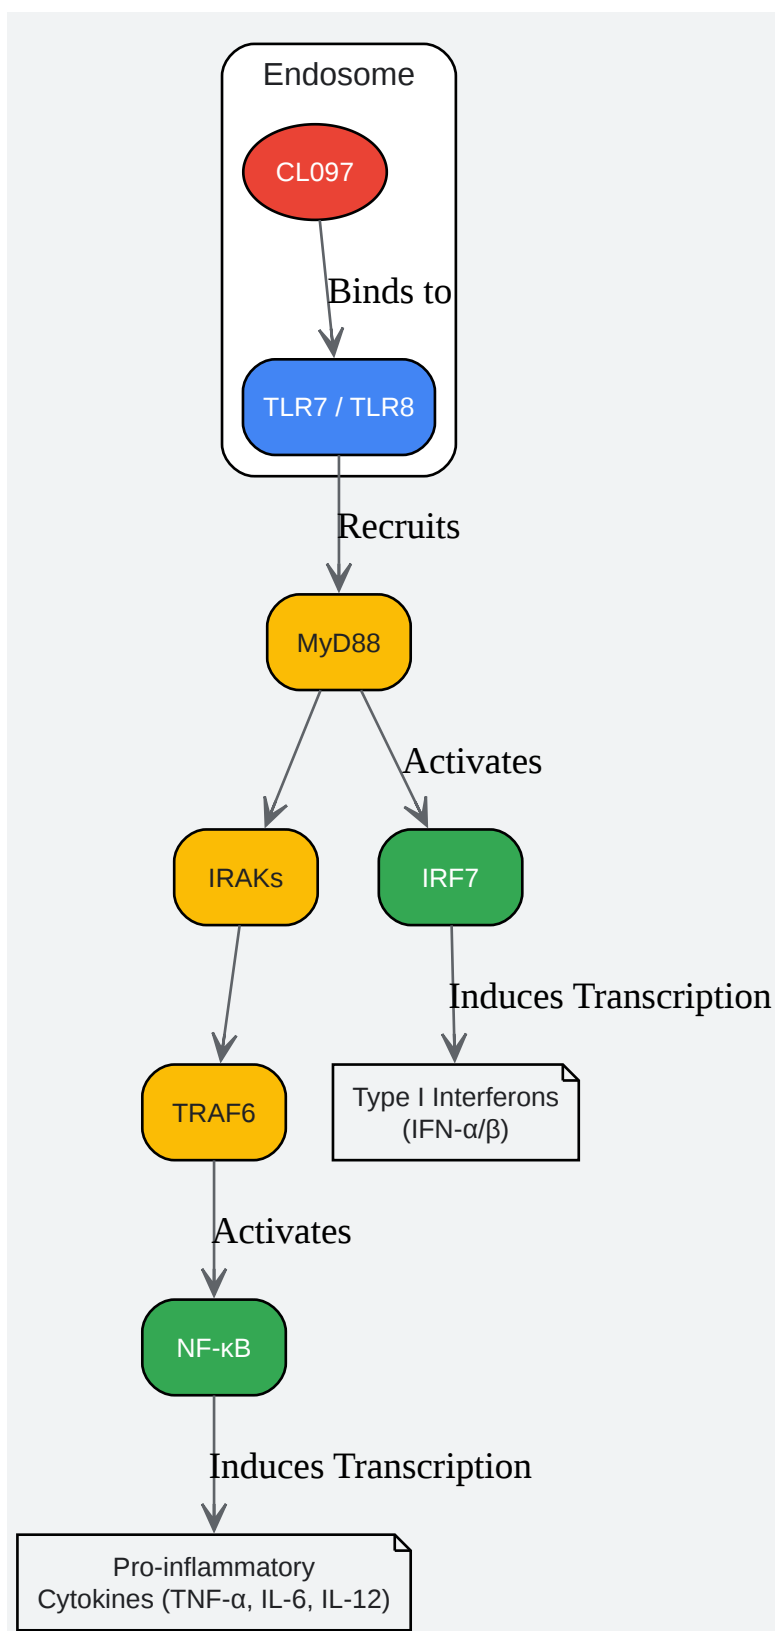 Endosome
CL097
Binds to
TLR7 / TLR8
Recruits
MyD88
Activates
IRAKs
IRF7
Induces Transcription
TRAF6
Type I Interferons
(IFN-α/β)
Activates
NF-κB
Induces Transcription
Pro-inflammatory
Cytokines (TNF-α, IL-6, IL-12)